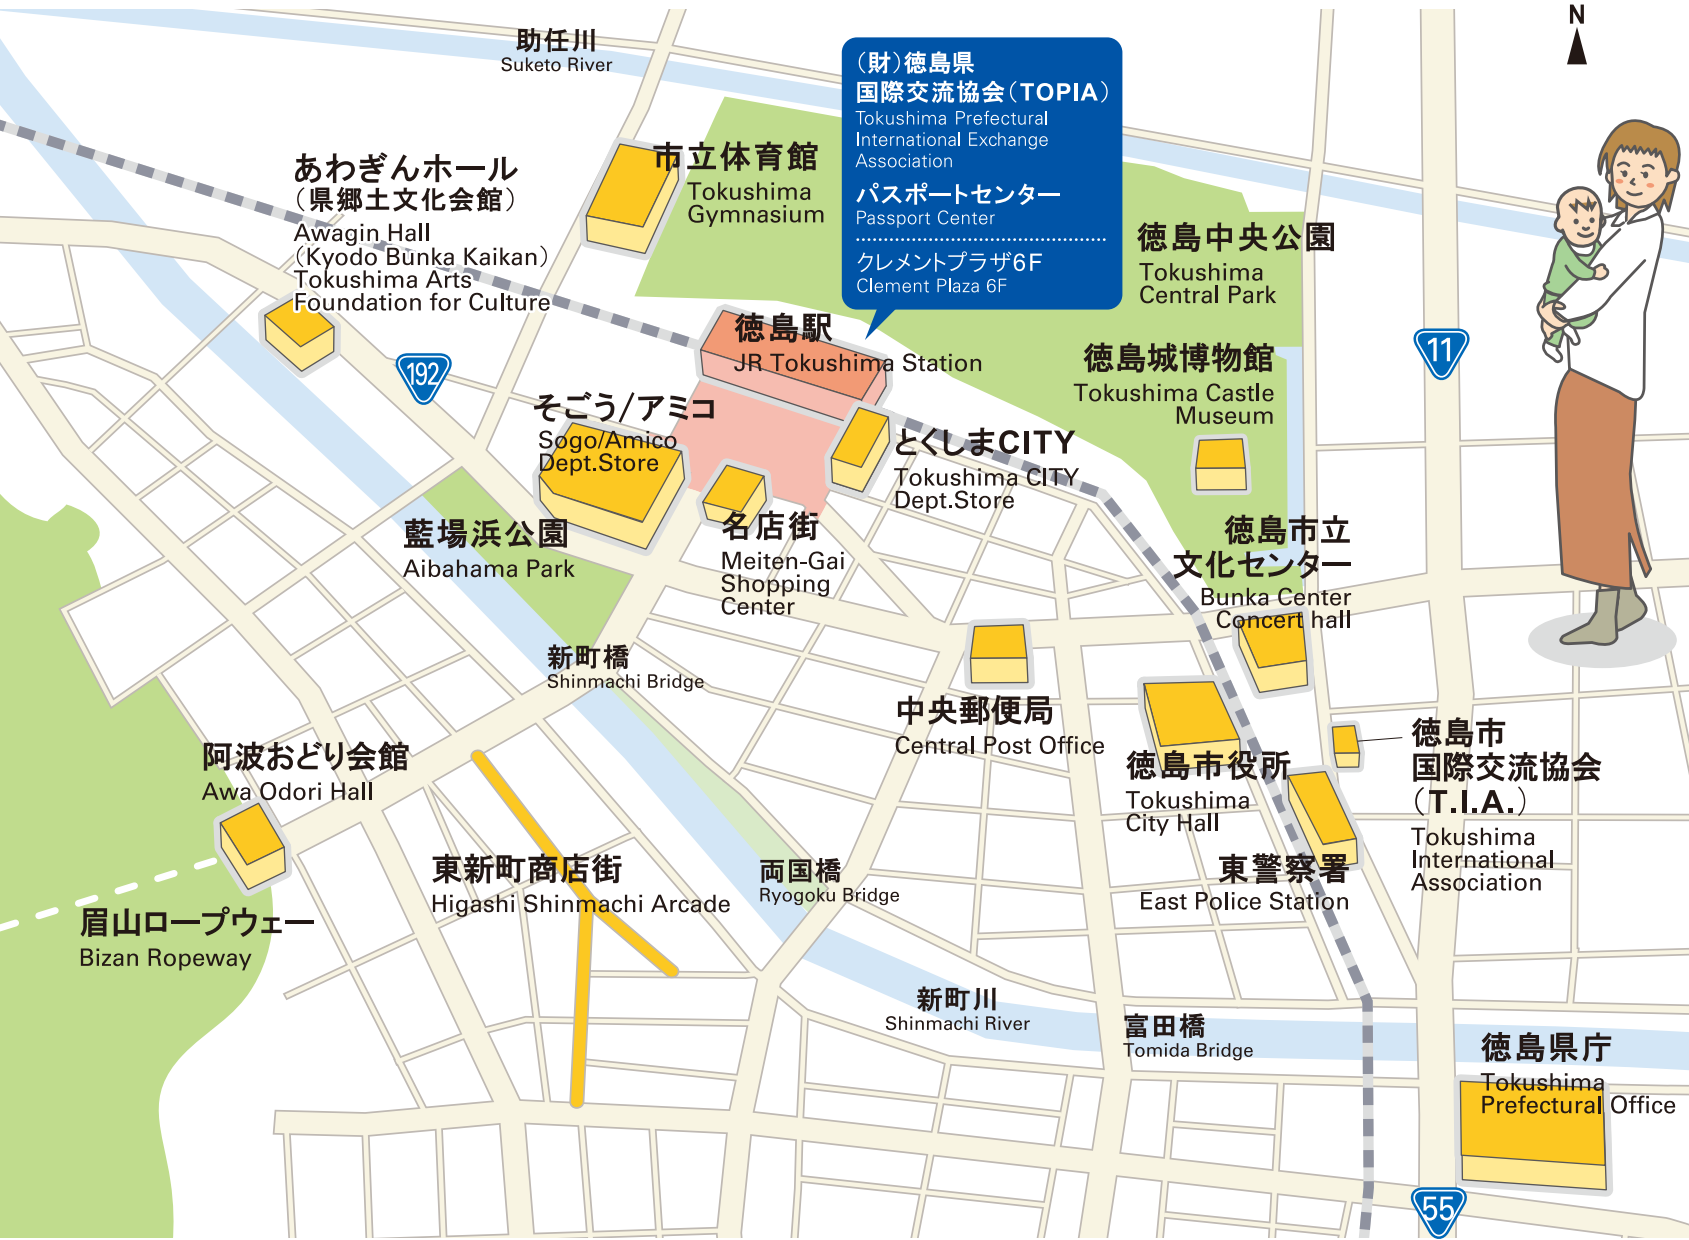 N
助任川
Suketo River
(財)徳島県
国際交流協会(TOPIA)
Tokushima Prefectural
International Exchange
Association
パスポートセンター
Passport Center
クレメントプラザ6F
Clement Plaza 6F
あわぎんホール
(県郷土文化会館)
Awagin Hall
(Kyodo Bunka Kaikan)
Tokushima Arts
Foundation for Culture
市立体育館
Tokushima
Gymnasium
徳島中央公園
Tokushima
Central Park
徳島駅
JR Tokushima Station
11
192
徳島城博物館
Tokushima Castle
Museum
そごう/アミコ
Sogo/Amico
Dept.Store
とくしまCITY
Tokushima CITY
Dept.Store
藍場浜公園
Aibahama Park
名店街
Meiten-Gai
Shopping
Center
徳島市立
文化センター
Bunka Center
Concert hall
新町橋
Shinmachi Bridge
中央郵便局
Central Post Office
阿波おどり会館
Awa Odori Hall
徳島市役所
Tokushima
City Hall
徳島市
国際交流協会
(T.I.A.)
Tokushima
International
Association
東新町商店街
Higashi Shinmachi Arcade
両国橋
Ryogoku Bridge
東警察署
East Police Station
眉山ロープウェー
Bizan Ropeway
新町川
Shinmachi River
富田橋
Tomida Bridge
徳島県庁
Tokushima
Prefectural Office
55